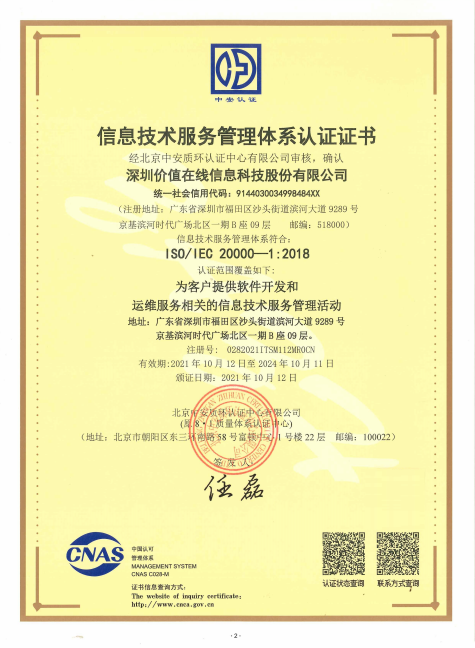 中安认证
信息技术服务管理体系认证证书
经北京中安质环认证中心有限公司审核，确认
深圳价值在线信息科技股份有限公司
统一社会信用代码：9144030034998484XX
（注册地址：广东省深圳市福田区沙头街道滨河大道 9289 号
京基滨河时代广场北区一期 B 座 09 层 邮编：518000）
信息技术服务管理体系符合：
ISO/IEC 20000—1:2018
认证范围覆盖如下:
为客户提供软件开发和
运维服务相关的信息技术服务管理活动
地址：广东省深圳市福田区沙头街道滨河大道 9289 号
京基滨河时代广场北区一期 B 座 09 层。
注册号: 0282021ITSM112MR0CN
有效期:2021 年 10 月 12 日至 2024 年 10 月 11 日
颁证日期：2021 年 10 月 12 日
北京中安质环认证中心有限公司
(原 8·1 质量体系认证中心)
（地址：北京市朝阳区东三环南路 58 号富顿中心 1 号楼 22 层 邮编：100022）
签发人
任磊
CNAS
中国认可
管理体系
MANAGEMENT SYSTEM
CNAS C028-M
证书信息查询方式：
The website of inquiry certificate:
http://www.cnca.gov.cn
认证状态查询
联系方式查询
· 2 ·